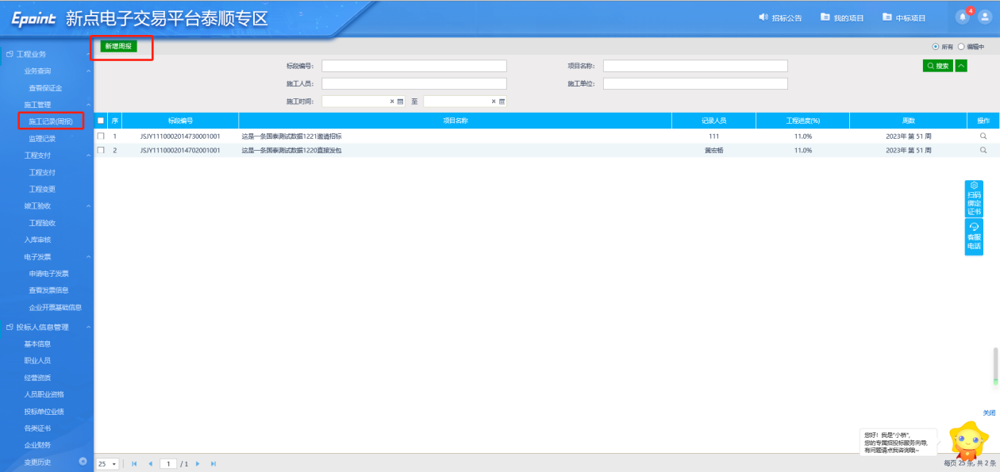 Epoint 新点电子交易平台泰顺专区
招标公告 我的项目 中标项目 4
新增周报
所有 编辑中
标段编号: 项目名称:
搜索
施工人员: 施工单位:
施工时间: 至
序 标段编号 项目名称 记录人员 工程进度(%) 周数 操作
1 JSJY1110002014730001001 这是一条国泰测试数据1221邀请招标 111 11.0% 2023年 第 51 周
2 JSJY1110002014702001001 这是一条国泰测试数据1220直接发包 黄宏杨 11.0% 2023年 第 51 周
工程业务
业务查询
查看保证金
施工管理
施工记录(周报)
监理记录
工程支付
工程支付
工程变更
竣工验收
工程验收
入库审核
电子发票
申请电子发票
查看发票信息
企业开票基础信息
投标人信息管理
基本信息
职业人员
经营资质
人员职业资格
投标单位业绩
各类证书
企业财务
变更历史
扫码
绑定
证书
客服
电话
关闭
您好！我是"小桥",
您的专属招投标服务向导,
有问题请点我咨询哦~
25 1 / 1
每页 25 条, 共 2 条